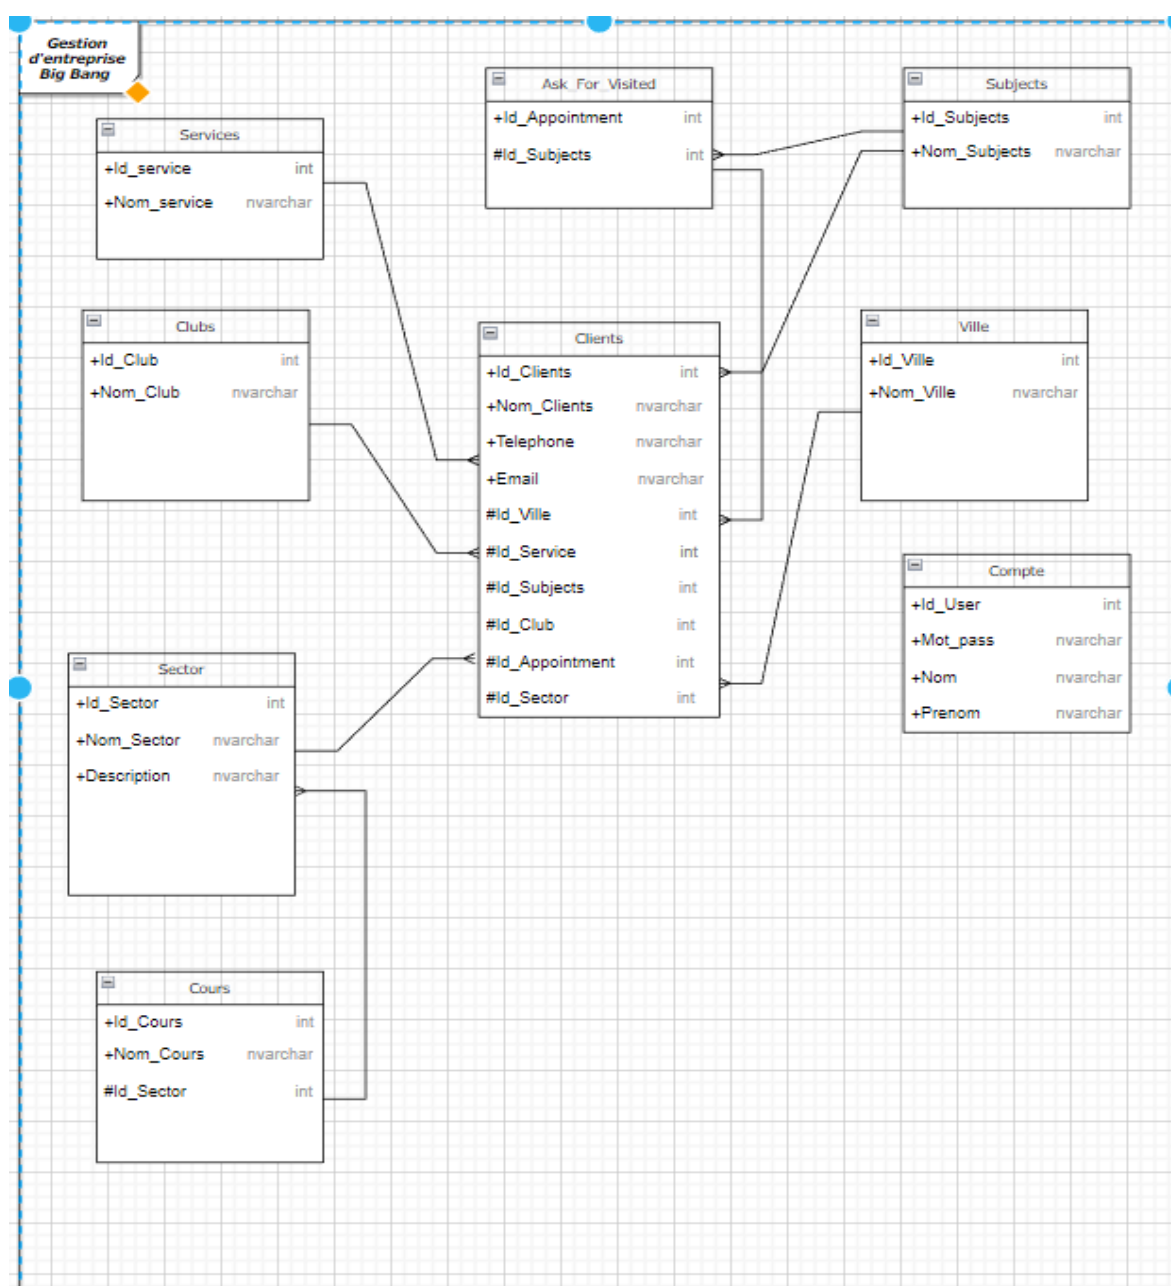 Gestion
d'entreprise
Big Bang
Ask_For_Visited
+Id_Appointment int
#Id_Subjects int
Subjects
+Id_Subjects int
+Nom_Subjects nvarchar
Services
+Id_service int
+Nom_service nvarchar
Clubs
+Id_Club int
+Nom_Club nvarchar
Clients
+Id_Clients int
+Nom_Clients nvarchar
+Telephone nvarchar
+Email nvarchar
#Id_Ville int
#Id_Service int
#Id_Subjects int
#Id_Club int
#Id_Appointment int
#Id_Sector int
Ville
+Id_Ville int
+Nom_Ville nvarchar
Compte
+Id_User int
+Mot_pass nvarchar
+Nom nvarchar
+Prenom nvarchar
Sector
+Id_Sector int
+Nom_Sector nvarchar
+Description nvarchar
Cours
+Id_Cours int
+Nom_Cours nvarchar
#Id_Sector int